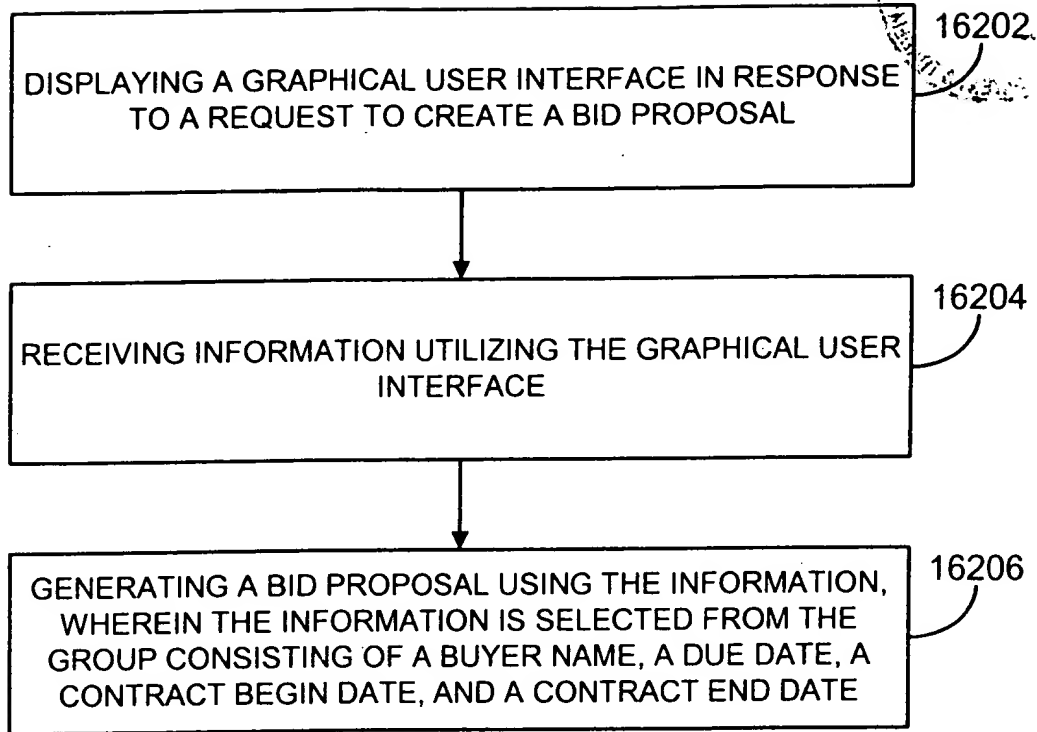 16202
DISPLAYING A GRAPHICAL USER INTERFACE IN RESPONSE
TO A REQUEST TO CREATE A BID PROPOSAL
16204
RECEIVING INFORMATION UTILIZING THE GRAPHICAL USER
INTERFACE
16206
GENERATING A BID PROPOSAL USING THE INFORMATION,
WHEREIN THE INFORMATION IS SELECTED FROM THE
GROUP CONSISTING OF A BUYER NAME, A DUE DATE, A
CONTRACT BEGIN DATE, AND A CONTRACT END DATE